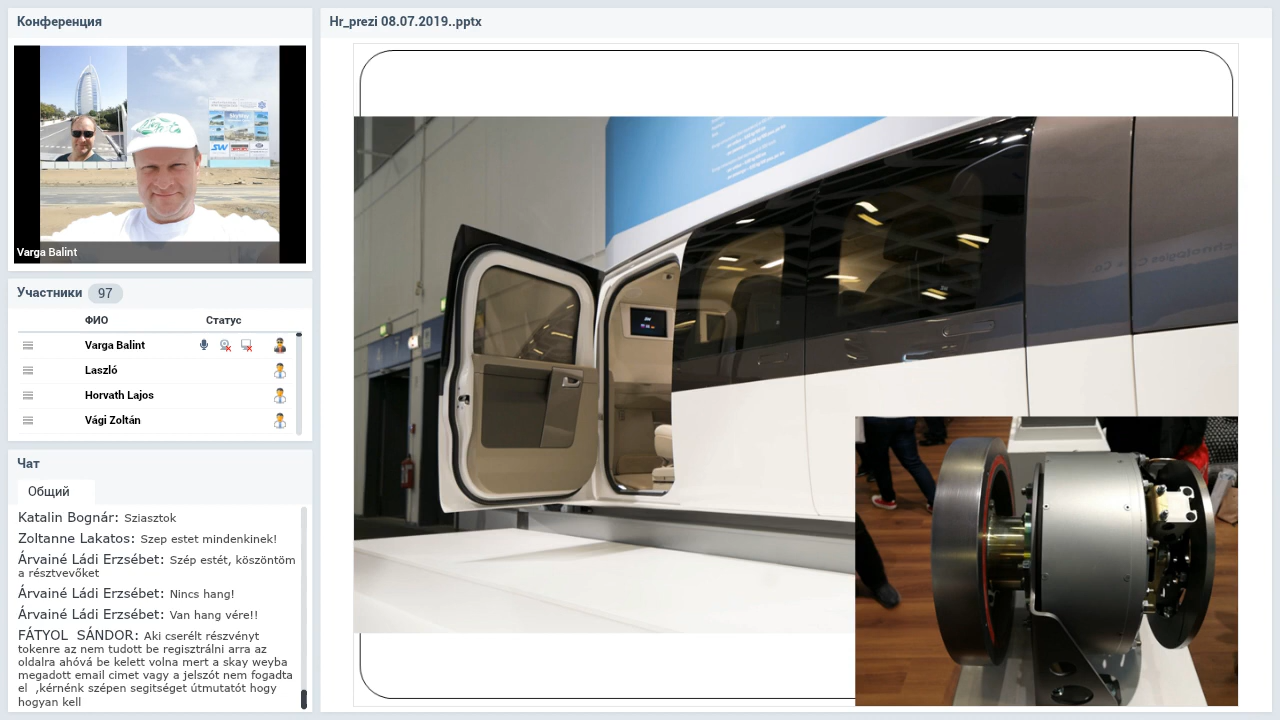 Конференция
Varga Balint
Участники 97
ФИО Статус
Varga Balint
Laszló
Horvath Lajos
Vági Zoltán
Чат
Общий
Katalin Bognár: Sziasztok
Zoltanne Lakatos: Szep estet mindenkinek!
Árvainé Ládi Erzsébet: Szép estét, köszöntöm
a résztvevőket
Árvainé Ládi Erzsébet: Nincs hang!
Árvainé Ládi Erzsébet: Van hang vére!!
FÁTYOL SÁNDOR: Aki cserélt részvényt
tokenre az nem tudott be regisztrálni arra az
oldalra ahóvá be kelett volna mert a skay weyba
megadott email cimet vagy a jelszót nem fogadta
el ,kérnénk szépen segitséget útmutatót hogy
hogyan kell
Hr_prezi 08.07.2019..pptx